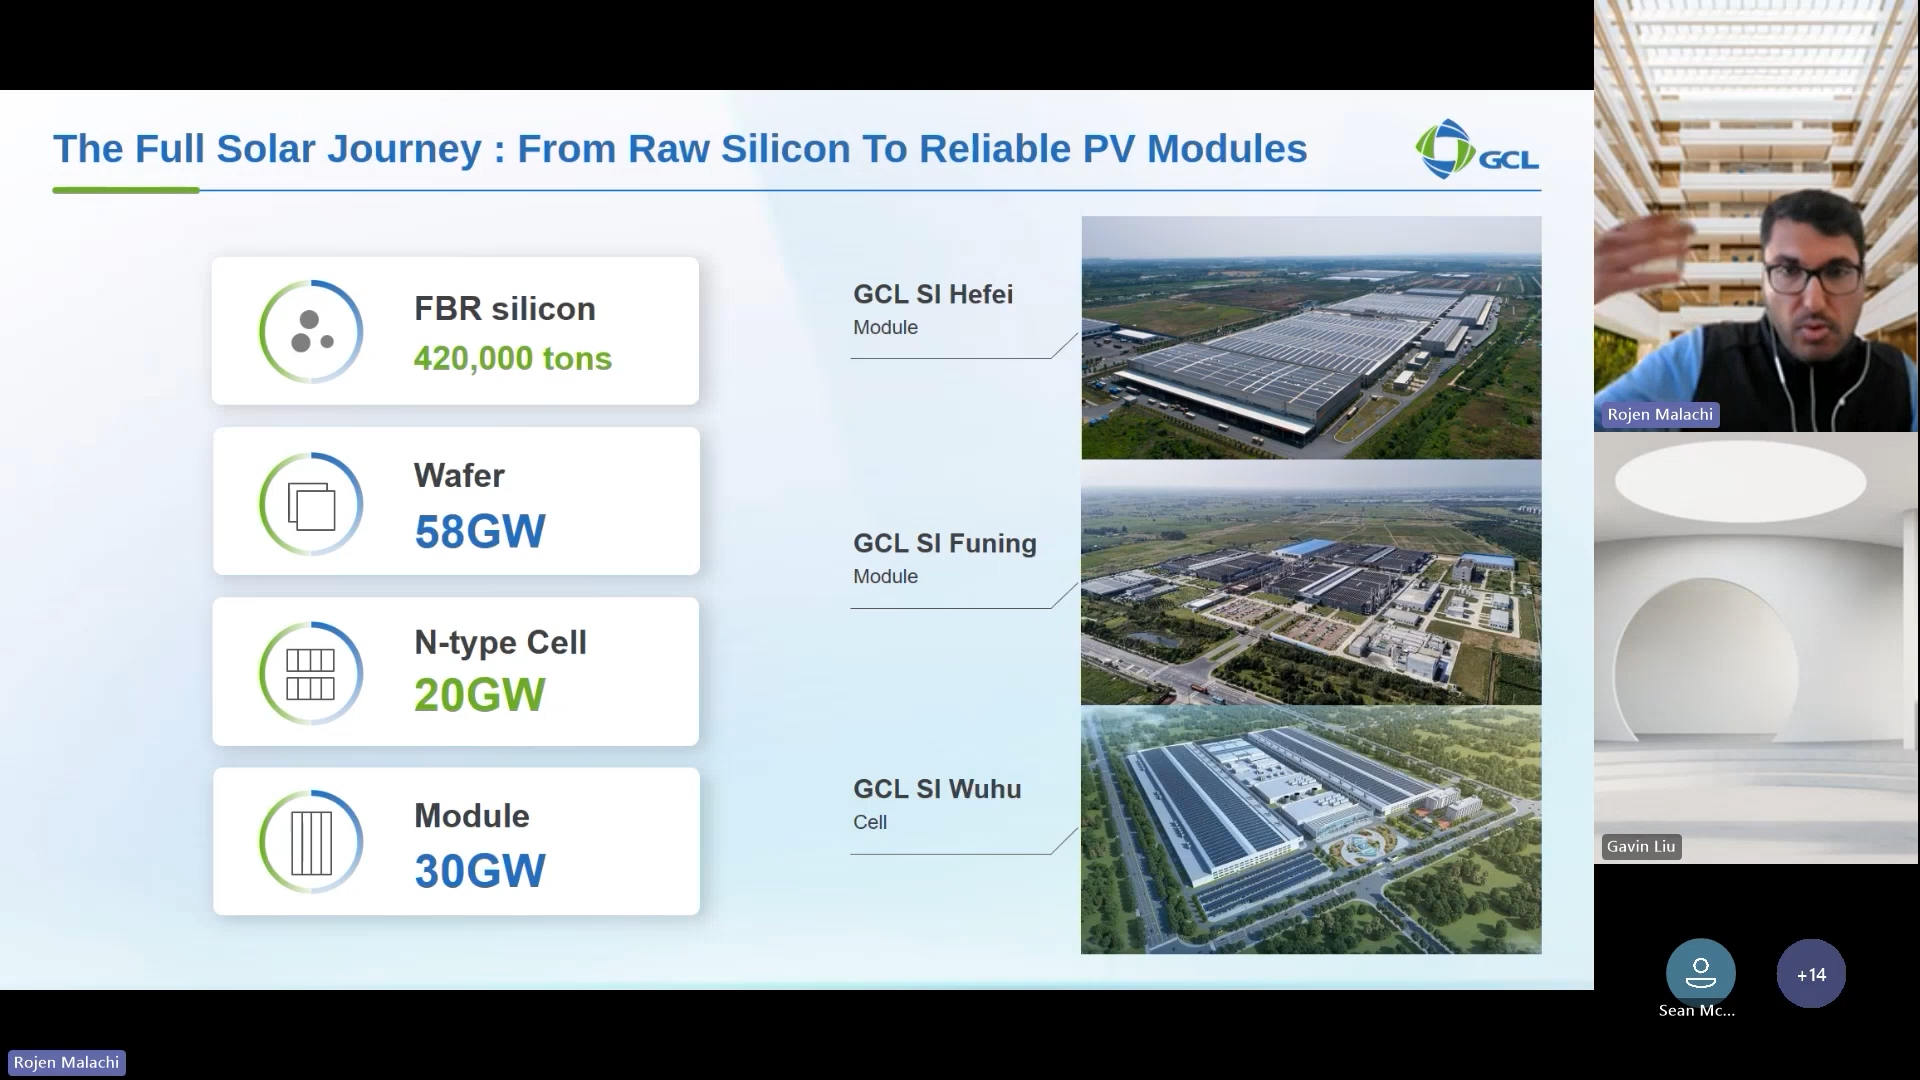 The Full Solar Journey : From Raw Silicon To Reliable PV Modules
GCL
FBR silicon
420,000 tons
Wafer
58GW
N-type Cell
20GW
Module
30GW
GCL SI Hefei
Module
GCL SI Funing
Module
GCL SI Wuhu
Cell
Rojen Malachi
Gavin Liu
Sean Mc...
+14
Rojen Malachi